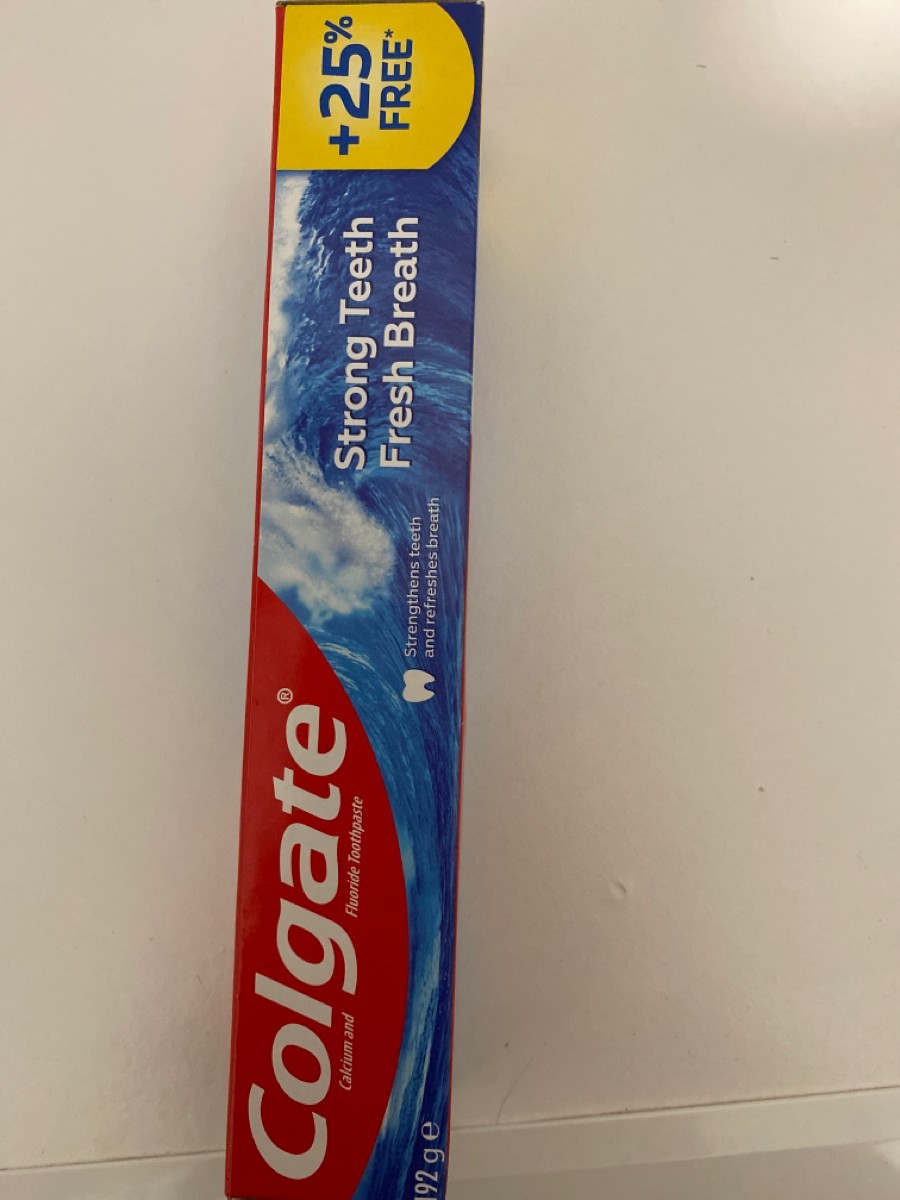 Colgate®
Calcium and Fluoride Toothpaste
Strengthens teeth
and refreshes breath
Strong Teeth
Fresh Breath
+25%
FREE*
192 g e